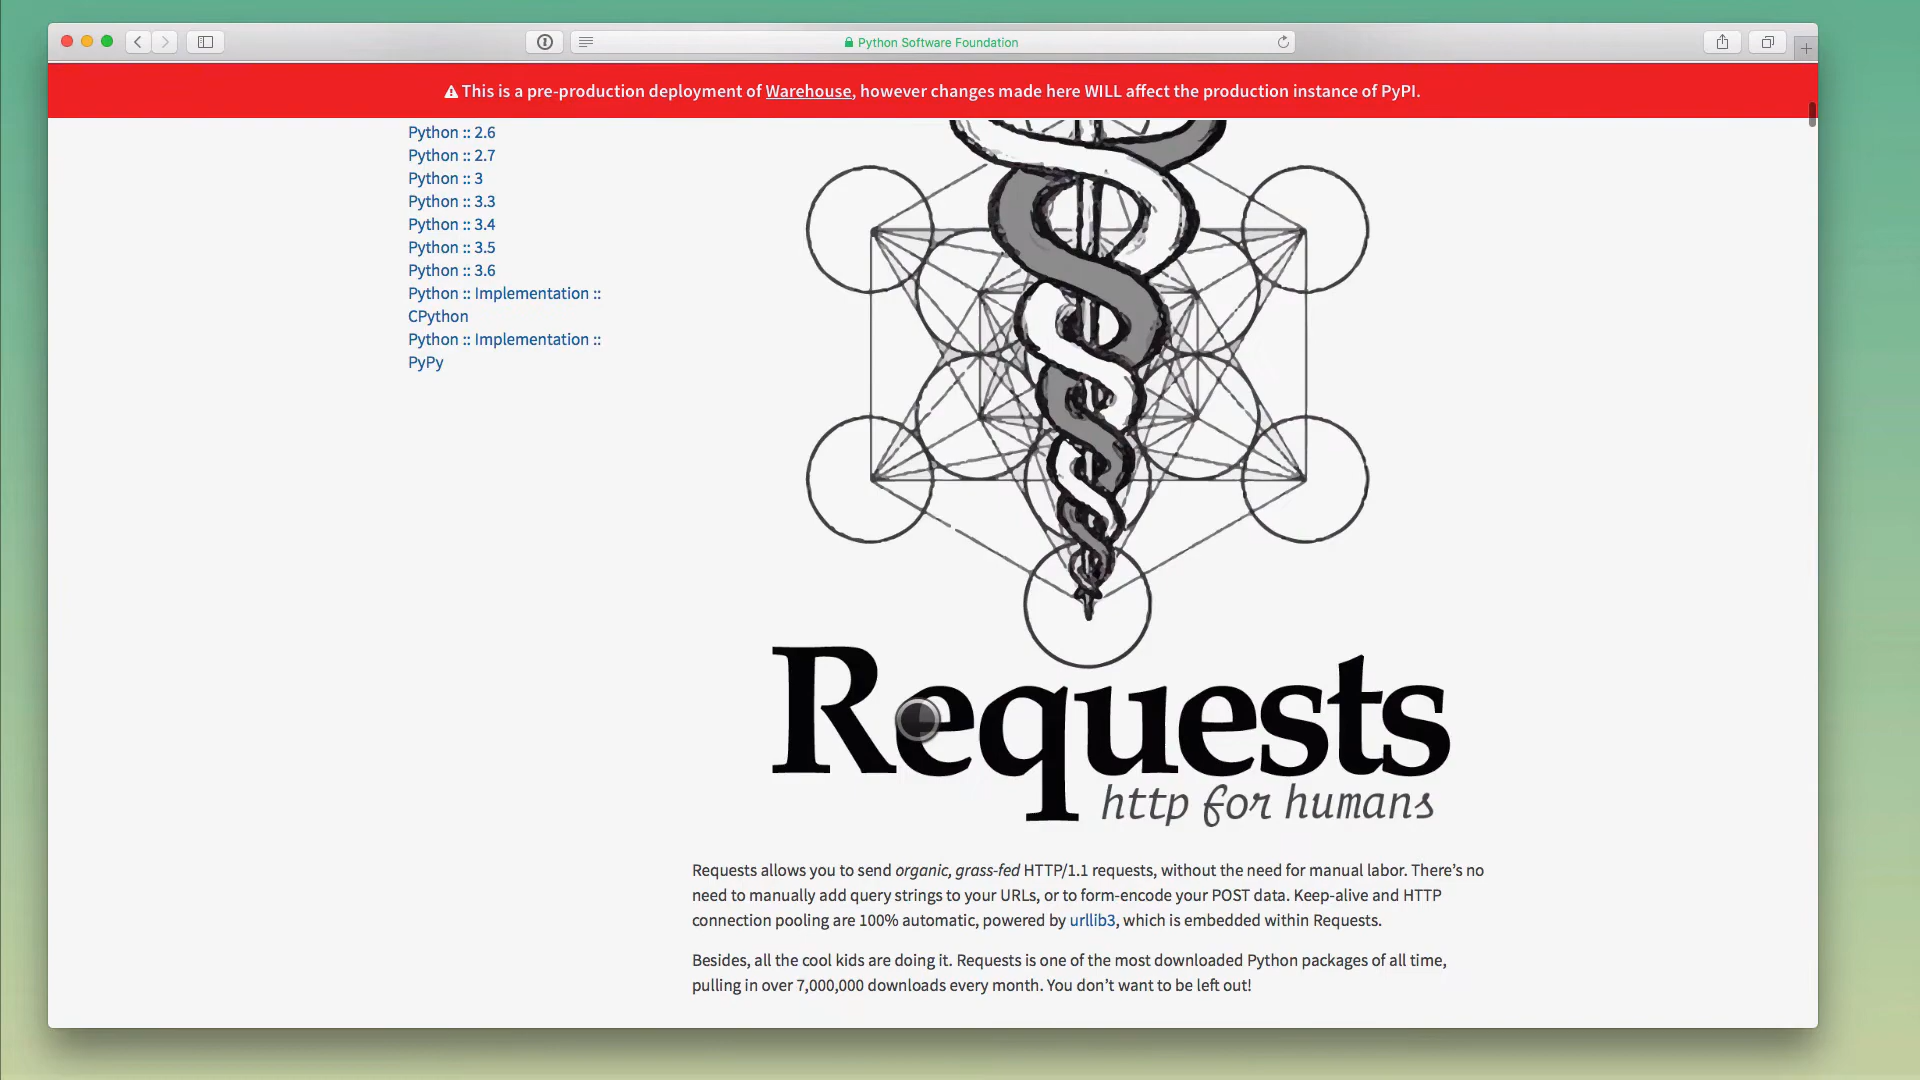 Python Software Foundation
This is a pre-production deployment of Warehouse, however changes made here WILL affect the production instance of PyPI.
Python :: 2.6
Python :: 2.7
Python :: 3
Python :: 3.3
Python :: 3.4
Python :: 3.5
Python :: 3.6
Python :: Implementation ::
CPython
Python :: Implementation ::
PyPy
Requests
http for humans
Requests allows you to send organic, grass-fed HTTP/1.1 requests, without the need for manual labor. There’s no
need to manually add query strings to your URLs, or to form-encode your POST data. Keep-alive and HTTP
connection pooling are 100% automatic, powered by urllib3, which is embedded within Requests.
Besides, all the cool kids are doing it. Requests is one of the most downloaded Python packages of all time,
pulling in over 7,000,000 downloads every month. You don’t want to be left out!